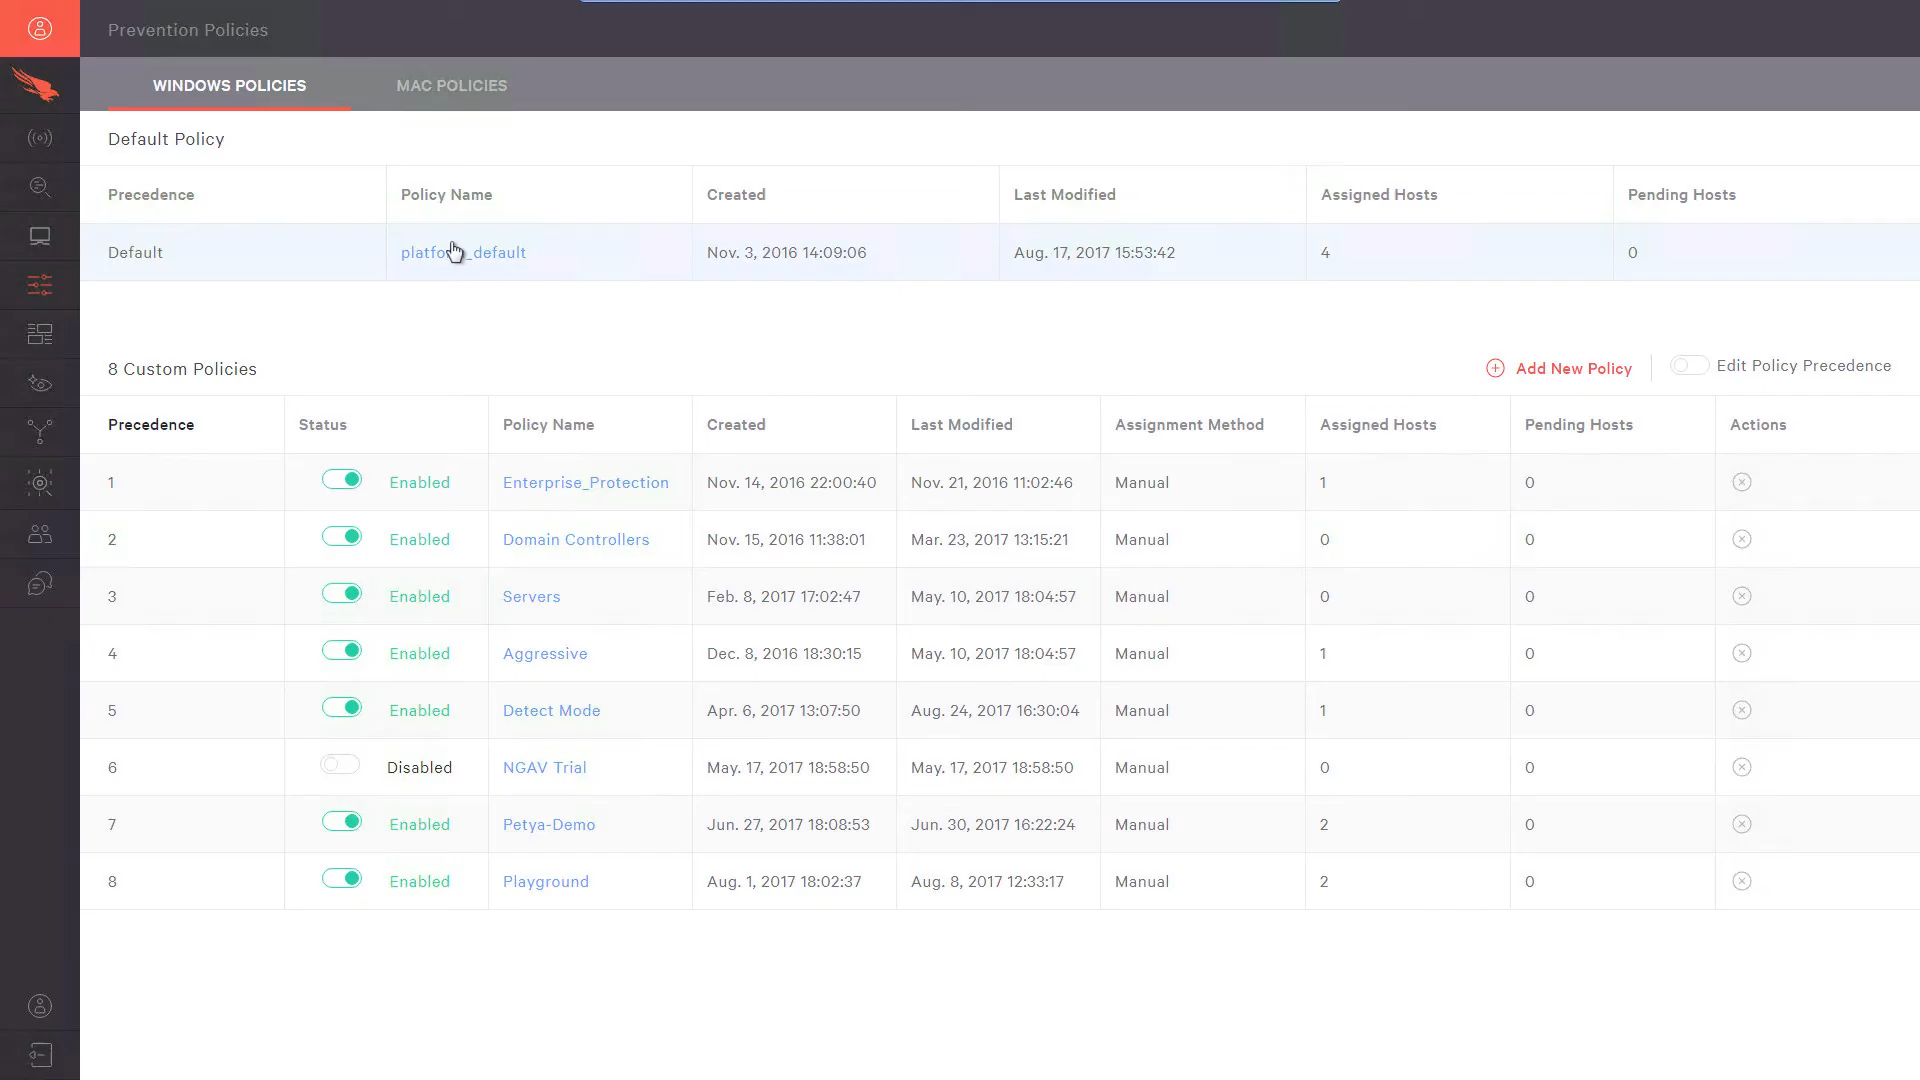 Prevention Policies
WINDOWS POLICIES MAC POLICIES
Default Policy
Precedence Policy Name Created Last Modified Assigned Hosts Pending Hosts
Default platform_default Nov. 3, 2016 14:09:06 Aug. 17, 2017 15:53:42 4 0
8 Custom Policies Add New Policy Edit Policy Precedence
Precedence Status Policy Name Created Last Modified Assignment Method Assigned Hosts Pending Hosts Actions
1 Enabled Enterprise_Protection Nov. 14, 2016 22:00:40 Nov. 21, 2016 11:02:46 Manual 1 0
2 Enabled Domain Controllers Nov. 15, 2016 11:38:01 Mar. 23, 2017 13:15:21 Manual 0 0
3 Enabled Servers Feb. 8, 2017 17:02:47 May. 10, 2017 18:04:57 Manual 0 0
4 Enabled Aggressive Dec. 8, 2016 18:30:15 May. 10, 2017 18:04:57 Manual 1 0
5 Enabled Detect Mode Apr. 6, 2017 13:07:50 Aug. 24, 2017 16:30:04 Manual 1 0
6 Disabled NGAV Trial May. 17, 2017 18:58:50 May. 17, 2017 18:58:50 Manual 0 0
7 Enabled Petya-Demo Jun. 27, 2017 18:08:53 Jun. 30, 2017 16:22:24 Manual 2 0
8 Enabled Playground Aug. 1, 2017 18:02:37 Aug. 8, 2017 12:33:17 Manual 2 0